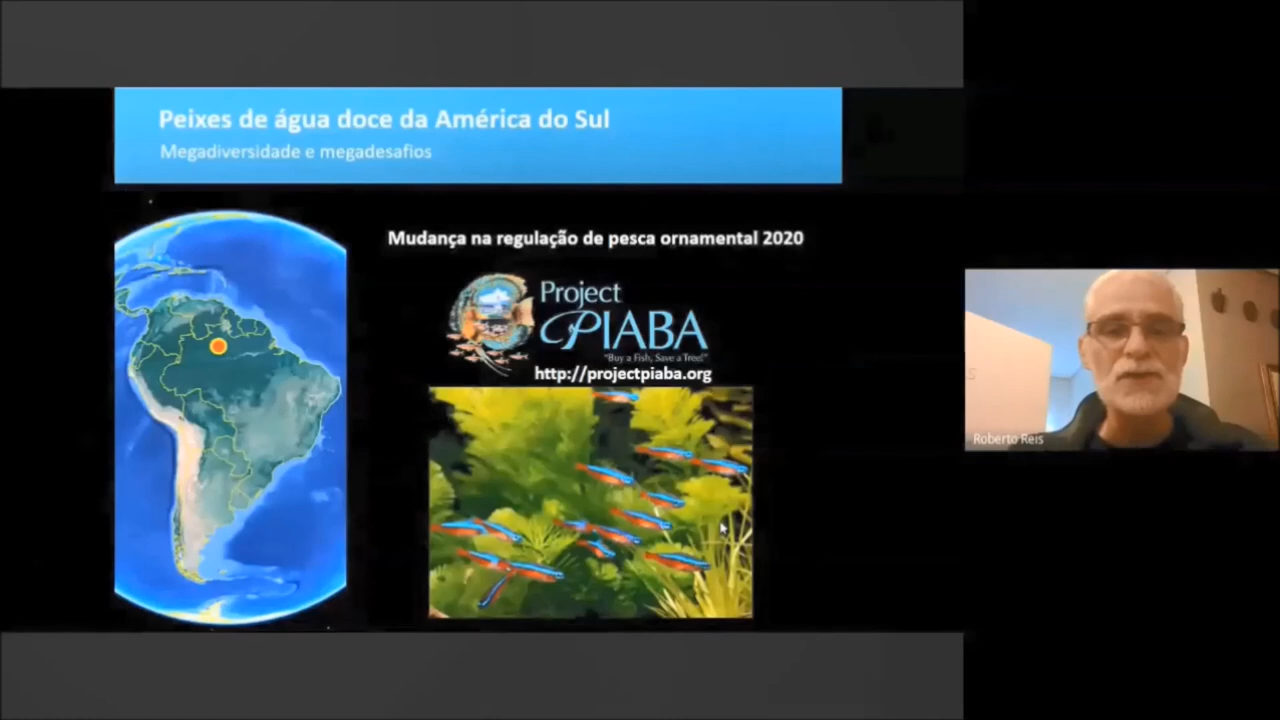 Peixes de água doce da América do Sul
Megadiversidade e megadesafios
Mudança na regulação de pesca ornamental 2020
Project
PIABA
"Buy a Fish, Save a Tree!"
http://projectpiaba.org
Roberto Reis